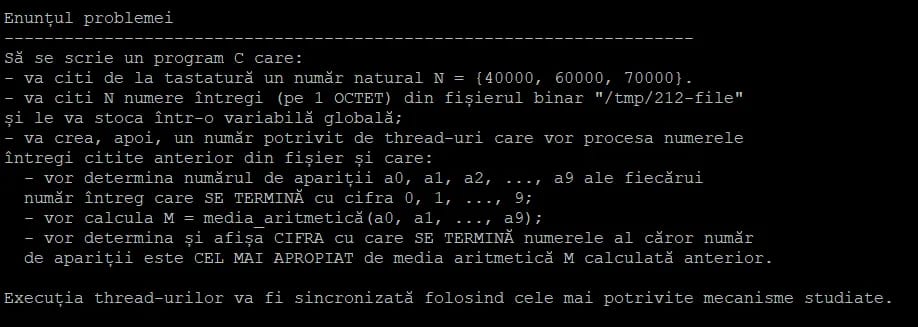 Enunțul problemei
---------------------------------------------------------------------
Să se scrie un program C care:
- va citi de la tastatură un număr natural N = {40000, 60000, 70000}.
- va citi N numere întregi (pe 1 OCTET) din fișierul binar "/tmp/212-file"
și le va stoca într-o variabilă globală;
- va crea, apoi, un număr potrivit de thread-uri care vor procesa numerele
întregi citite anterior din fișier și care:
- vor determina numărul de apariții a0, a1, a2, ..., a9 ale fiecărui
număr întreg care SE TERMINĂ cu cifra 0, 1, ..., 9;
- vor calcula M = media_aritmetică(a0, a1, ..., a9);
- vor determina și afișa CIFRA cu care SE TERMINĂ numerele al căror număr
de apariții este CEL MAI APROPIAT de media aritmetică M calculată anterior.
Execuția thread-urilor va fi sincronizată folosind cele mai potrivite mecanisme studiate.